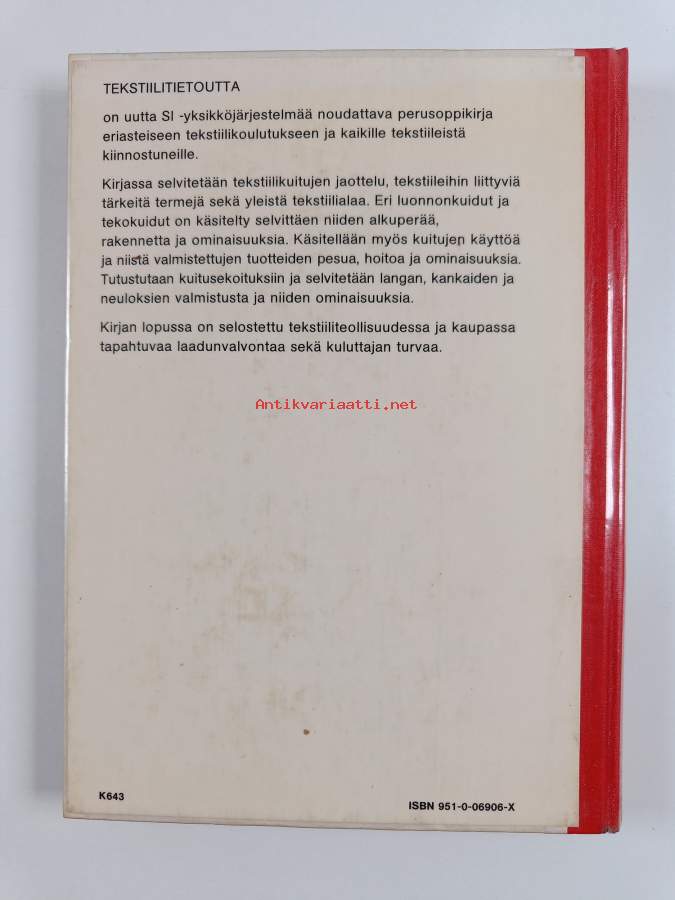 TEKSTIILITIETOUTTA
on uutta SI -yksikköjärjestelmää noudattava perusoppikirja
eriasteiseen tekstiilikoulutukseen ja kaikille tekstiileistä
kiinnostuneille.
Kirjassa selvitetään tekstiilikuitujen jaottelu, tekstiileihin liittyviä
tärkeitä termejä sekä yleistä tekstiilialaa. Eri luonnonkuidut ja
tekokuidut on käsitelty selvittäen niiden alkuperää,
rakennetta ja ominaisuuksia. Käsitellään myös kuitujen käyttöä
ja niistä valmistettujen tuotteiden pesua, hoitoa ja ominaisuuksia.
Tutustutaan kuitusekoituksiin ja selvitetään langan, kankaiden ja
neuloksien valmistusta ja niiden ominaisuuksia.
Kirjan lopussa on selostettu tekstiiliteollisuudessa ja kaupassa
tapahtuvaa laadunvalvontaa sekä kuluttajan turvaa.
Antikvariaatti.net
K643
ISBN 951-0-06906-X